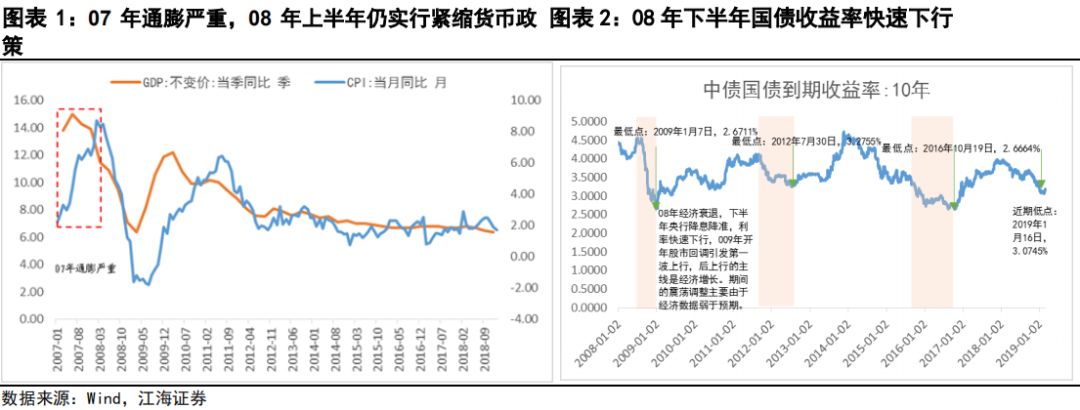 图表 1：07 年通膨严重，08 年上半年仍实行紧缩货币政
策
GDP:不变价:当季同比 季
CPI:当月同比 月
16.00
14.00
12.00
10.00
8.00
6.00
4.00
2.00
0.00
10.00
8.00
6.00
4.00
2.00
0.00
-2.00
-4.00
07年通膨严重
2007-01
2007-08
2008-03
2008-10
2009-05
2009-12
2010-07
2011-02
2011-09
2012-04
2012-11
2013-06
2014-01
2014-08
2015-03
2015-10
2016-05
2016-12
2017-07
2018-02
2018-09
图表 2：08 年下半年国债收益率快速下行
中债国债到期收益率:10年
5.0000
4.5000
4.0000
3.5000
3.0000
2.5000
2.0000
1.5000
1.0000
0.5000
0.0000
最低点：2009年1月7日，2.6711%
最低点：2012年7月30日，3.2755%
最低点：2016年10月19日，2.6664%
08年经济衰退，下半
年央行降息降准，利
率快速下行，009年开
年股市回调引发第一
波上行，后上行的主
线是经济增长。期间
的震荡调整主要由于
经济数据弱于预期。
近期低点：
2019年1
月16日，
3.0745%
2008-01-02
2009-01-02
2010-01-02
2011-01-02
2012-01-02
2013-01-02
2014-01-02
2015-01-02
2016-01-02
2017-01-02
2018-01-02
2019-01-02
数据来源：Wind，江海证券